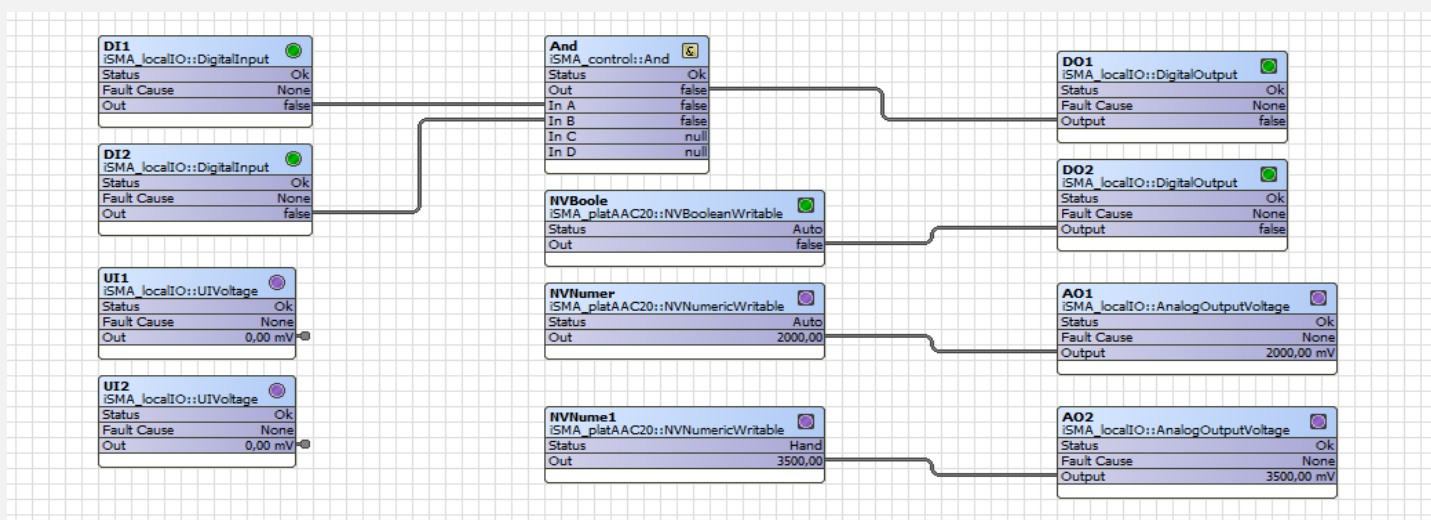 DI1
iSMA_localIO::DigitalInput
Status Ok
Fault Cause None
Out false
DI2
iSMA_localIO::DigitalInput
Status Ok
Fault Cause None
Out false
UI1
iSMA_localIO::UIVoltage
Status Ok
Fault Cause None
Out 0,00 mV
UI2
iSMA_localIO::UIVoltage
Status Ok
Fault Cause None
Out 0,00 mV
And
&
iSMA_control::And
Status Ok
Out false
In A false
In B false
In C null
In D null
NVBoole
iSMA_platAAC20::NVBooleanWritable
Status Auto
Out false
NVNumer
iSMA_platAAC20::NVNumericWritable
Status Auto
Out 2000,00
NVNume1
iSMA_platAAC20::NVNumericWritable
Status Hand
Out 3500,00
DO1
iSMA_localIO::DigitalOutput
Status Ok
Fault Cause None
Output false
DO2
iSMA_localIO::DigitalOutput
Status Ok
Fault Cause None
Output false
AO1
iSMA_localIO::AnalogOutputVoltage
Status Ok
Fault Cause None
Output 2000,00 mV
AO2
iSMA_localIO::AnalogOutputVoltage
Status Ok
Fault Cause None
Output 3500,00 mV